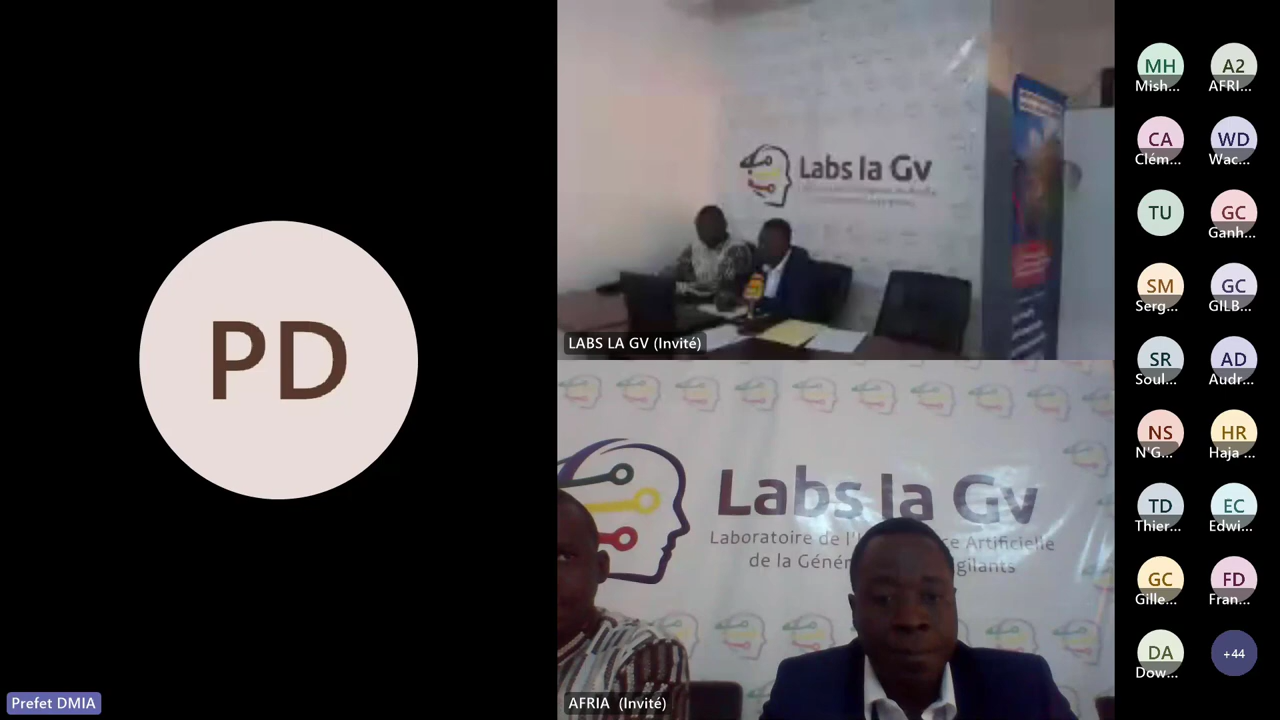 PD
Prefet DMIA
Labs la Gv
LABS LA GV (Invité)
Labs la Gv
Laboratoire de l'I ce Artificielle
de la Génér gilants
AFRIA (Invité)
MH
Mish...
A2
AFRI...
CA
Clém...
WD
Wac...
TU
GC
Ganh...
SM
Serg...
GC
GILB...
SR
Soul...
AD
Audr...
NS
N'G...
HR
Haja ...
TD
Thier...
EC
Edwi...
GC
Gille...
FD
Fran...
DA
Dow...
+44